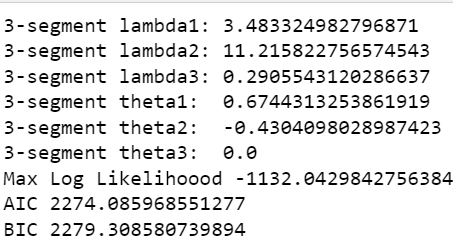 3-segment lambda1: 3.483324982796871
3-segment lambda2: 11.215822756574543
3-segment lambda3: 0.2905543120286637
3-segment theta1:  0.6744313253861919
3-segment theta2:  -0.4304098028987423
3-segment theta3:  0.0
Max Log Likelihoood -1132.0429842756384
AIC 2274.085968551277
BIC 2279.308580739894